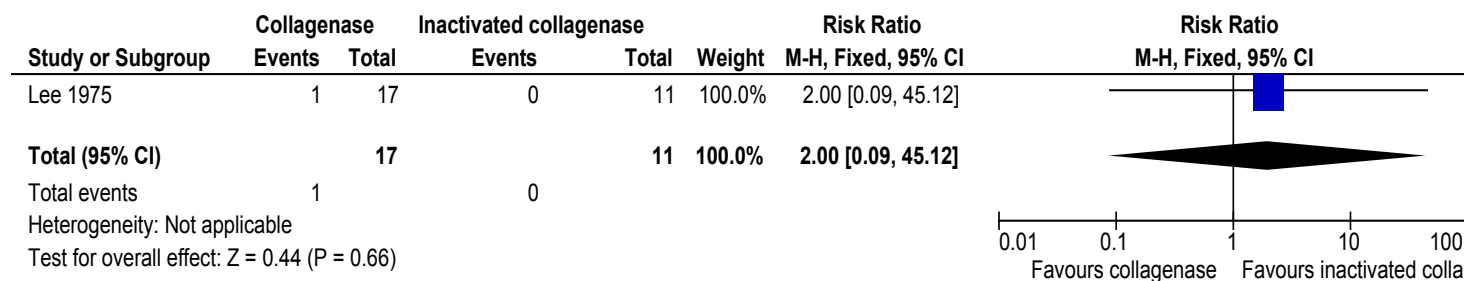 Collagenase Inactivated collagenase Risk Ratio Risk Ratio
Study or Subgroup Events Total Events Total Weight M-H, Fixed, 95% CI M-H, Fixed, 95% CI
Lee 1975 1 17 0 11 100.0% 2.00 [0.09, 45.12]
Total (95% CI) 17 11 100.0% 2.00 [0.09, 45.12]
Total events 1 0
Heterogeneity: Not applicable
Test for overall effect: Z = 0.44 (P = 0.66)
0.01 0.1 1 10 100
Favours collagenase Favours inactivated colla